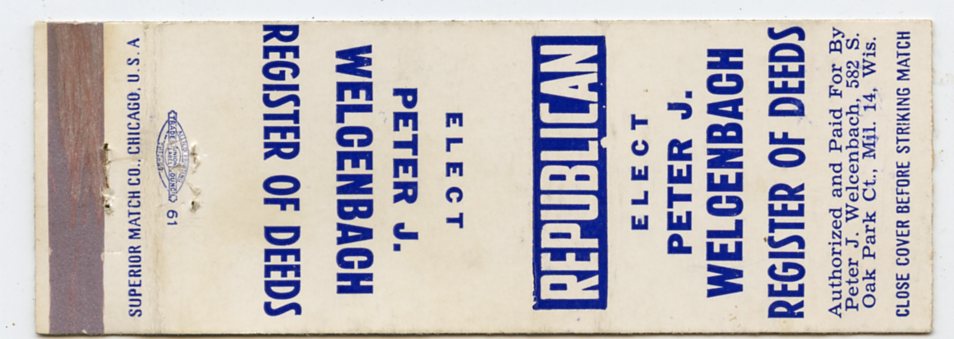 REPUBLICAN
ELECT
PETER J.
WELCENBACH
REGISTER OF DEEDS
Authorized and Paid For By
Peter J. Welcenbach, 582 S.
Oak Park Ct., Mil. 14, Wis.
CLOSE COVER BEFORE STRIKING MATCH
ELECT
PETER J.
WELCENBACH
REGISTER OF DEEDS
19
SUPERIOR MATCH CO., CHICAGO, U. S. A